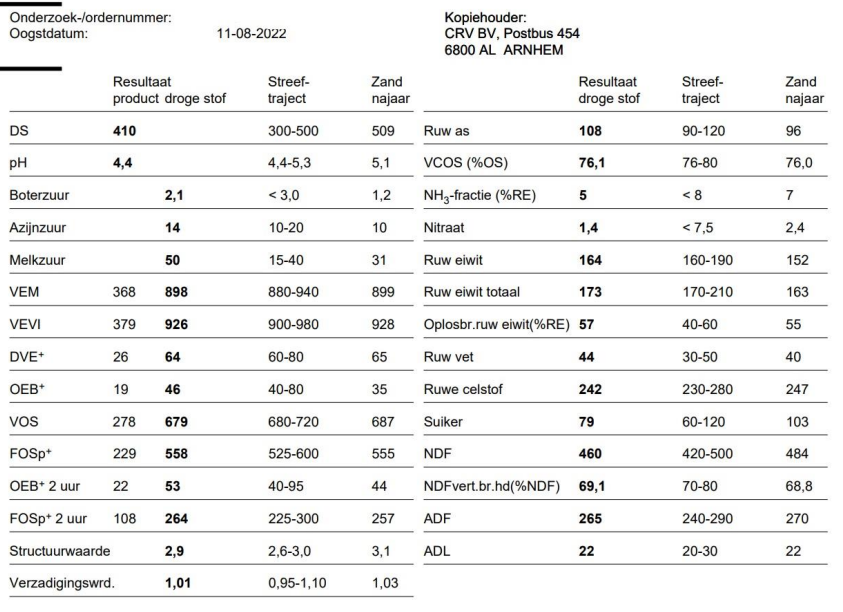 Onderzoek-/ordernummer:
Oogstdatum: 11-08-2022
Kopiehouder:
CRV BV, Postbus 454
6800 AL ARNHEM
Resultaat Streef- Zand
product droge stof traject najaar
DS 410 300-500 509
pH 4,4 4,4-5,3 5,1
Boterzuur 2,1 < 3,0 1,2
Azijnzuur 14 10-20 10
Melkzuur 50 15-40 31
VEM 368 898 880-940 899
VEVI 379 926 900-980 928
DVE⁺ 26 64 60-80 65
OEB⁺ 19 46 40-80 35
VOS 278 679 680-720 687
FOSp⁺ 229 558 525-600 555
OEB⁺ 2 uur 22 53 40-95 44
FOSp⁺ 2 uur 108 264 225-300 257
Structuurwaarde 2,9 2,6-3,0 3,1
Verzadigingswrd. 1,01 0,95-1,10 1,03
Resultaat Streef- Zand
droge stof traject najaar
Ruw as 108 90-120 96
VCOS (%OS) 76,1 76-80 76,0
NH₃-fractie (%RE) 5 < 8 7
Nitraat 1,4 < 7,5 2,4
Ruw eiwit 164 160-190 152
Ruw eiwit totaal 173 170-210 163
Oplosbr.ruw eiwit(%RE) 57 40-60 55
Ruw vet 44 30-50 40
Ruwe celstof 242 230-280 247
Suiker 79 60-120 103
NDF 460 420-500 484
NDFvert.br.hd(%NDF) 69,1 70-80 68,8
ADF 265 240-290 270
ADL 22 20-30 22